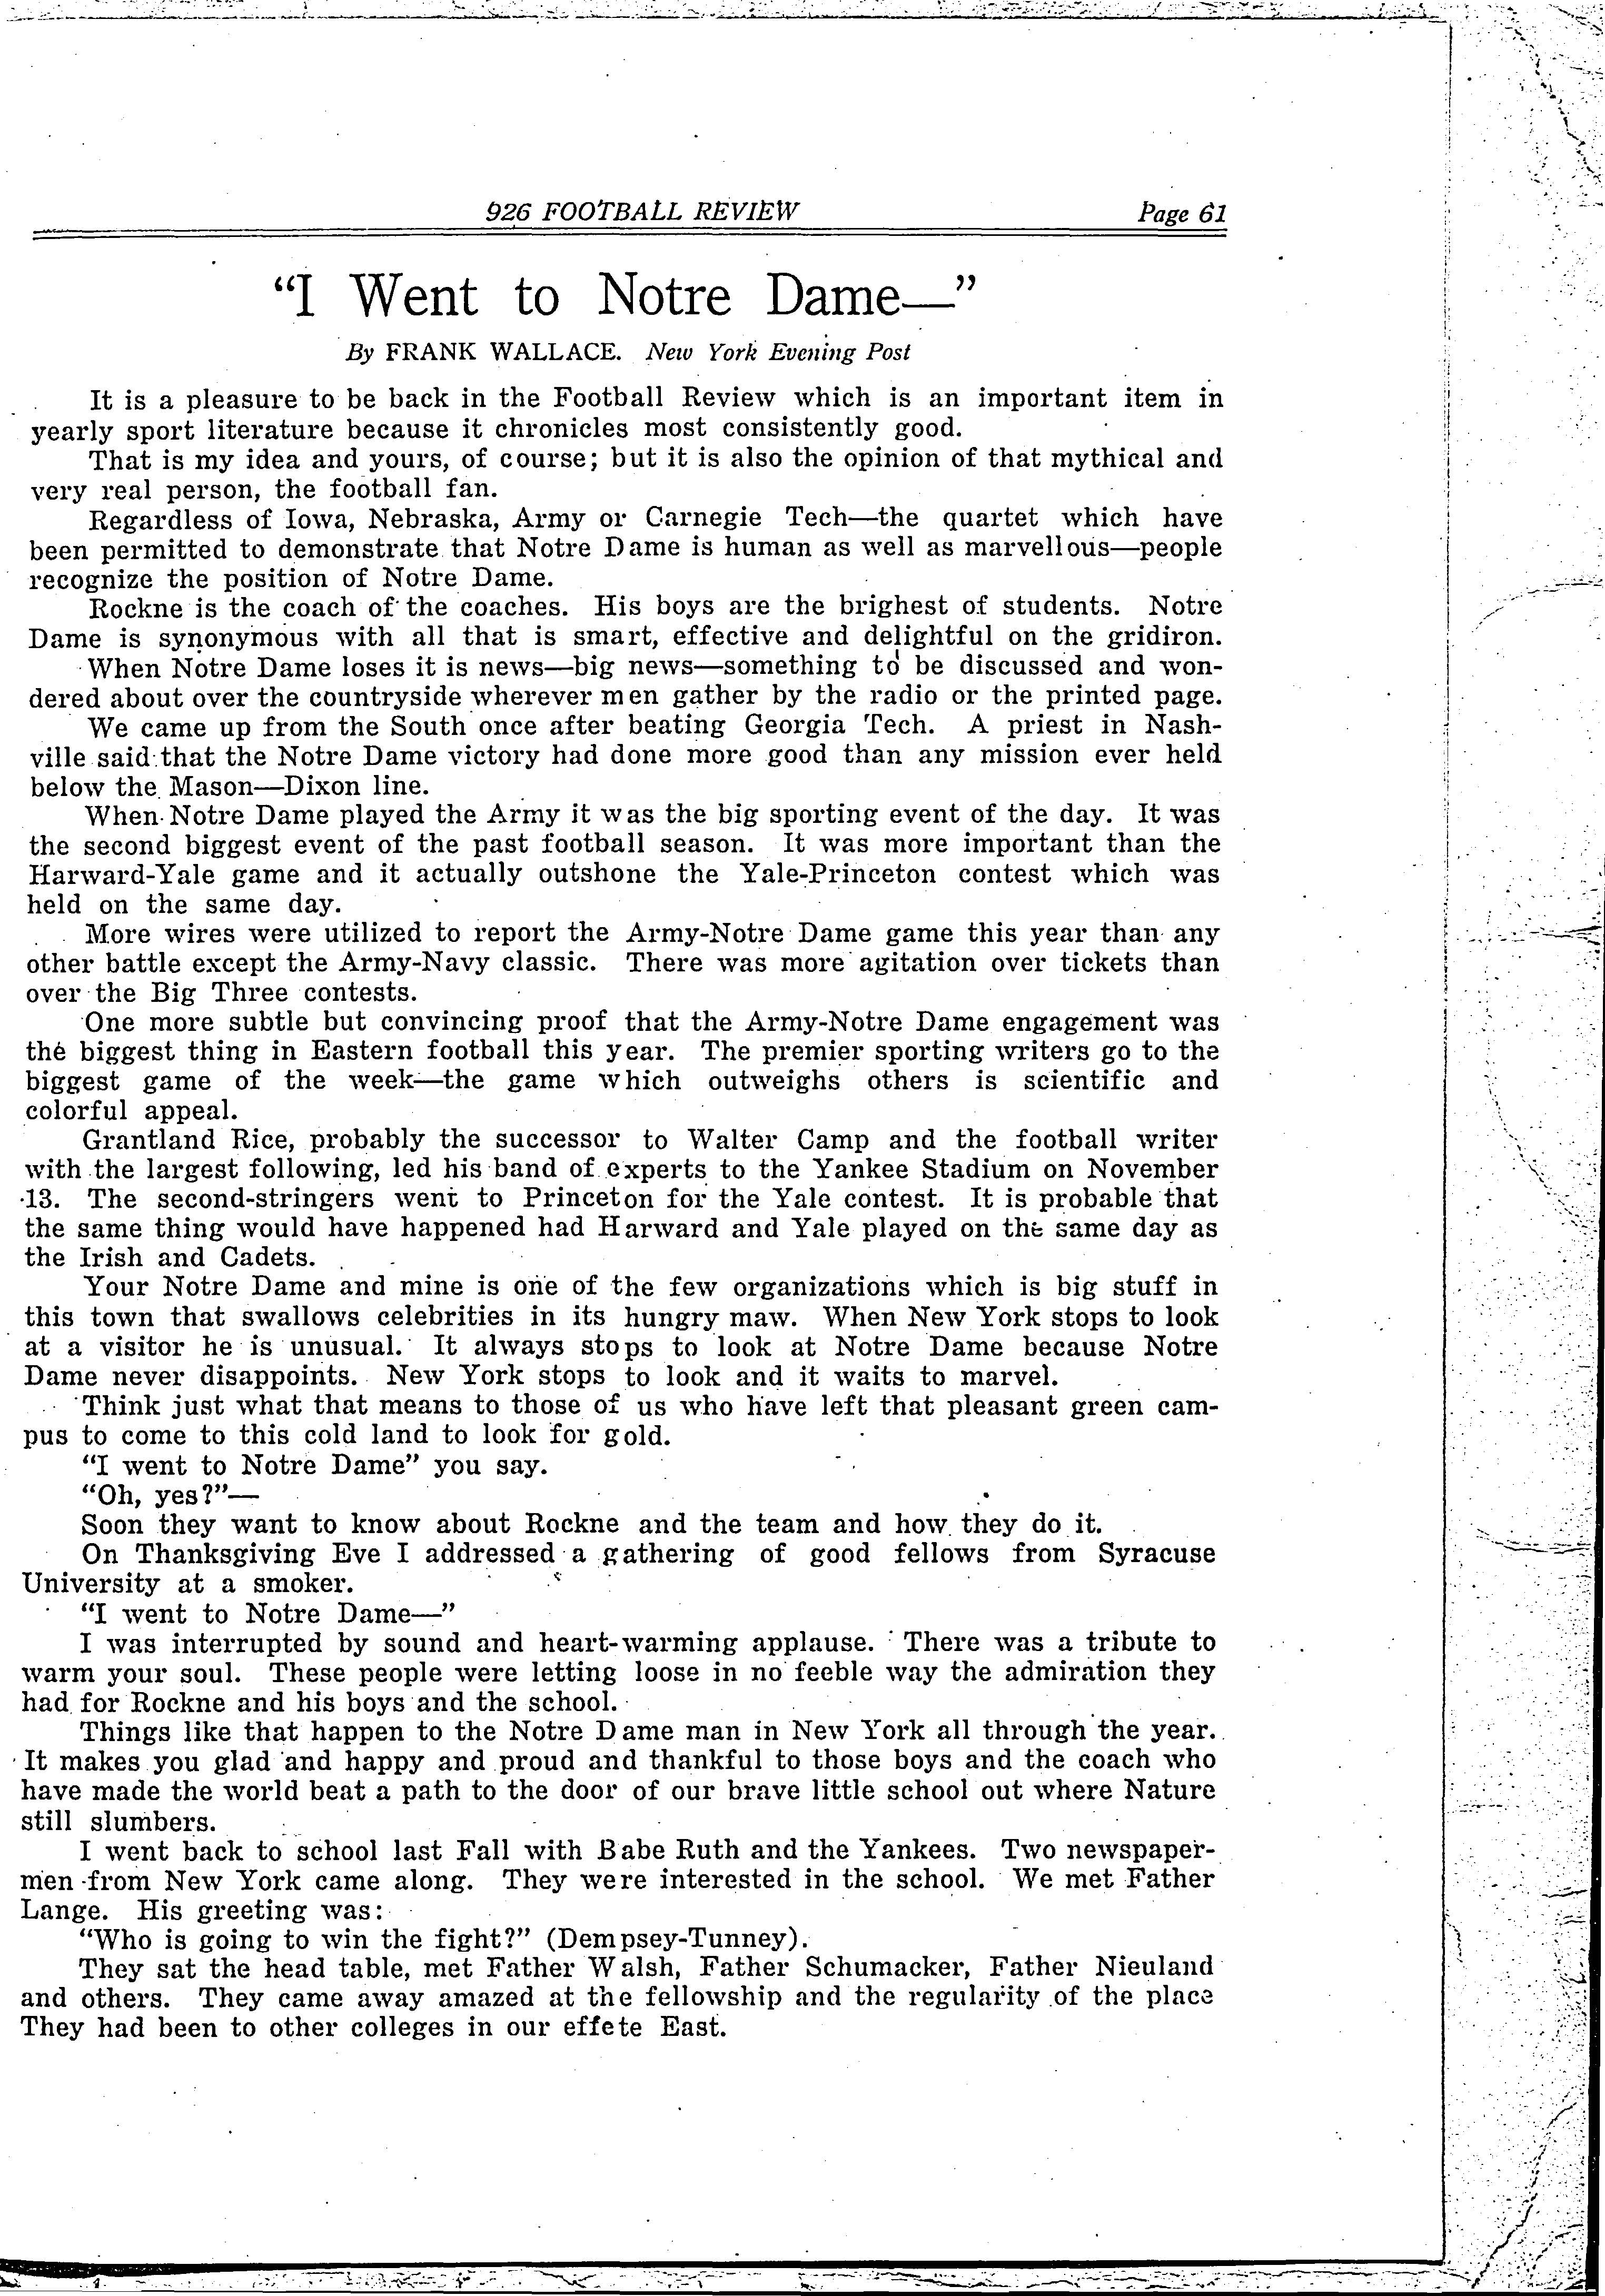 926 FOOTBALL REVIEW Page 61
“I Went to Notre Dame—”
By FRANK WALLACE. New York Evening Post
It is a pleasure to be back in the Football Review which is an important item in
yearly sport literature because it chronicles most consistently good.
That is my idea and yours, of course; but it is also the opinion of that mythical and
very real person, the football fan.
Regardless of Iowa, Nebraska, Army or Carnegie Tech—the quartet which have
been permitted to demonstrate that Notre Dame is human as well as marvellous—people
recognize the position of Notre Dame.
Rockne is the coach of the coaches. His boys are the brighest of students. Notre
Dame is synonymous with all that is smart, effective and delightful on the gridiron.
When Notre Dame loses it is news—big news—something to be discussed and won-
dered about over the countryside wherever men gather by the radio or the printed page.
We came up from the South once after beating Georgia Tech. A priest in Nash-
ville said that the Notre Dame victory had done more good than any mission ever held
below the Mason—Dixon line.
When Notre Dame played the Army it was the big sporting event of the day. It was
the second biggest event of the past football season. It was more important than the
Harward-Yale game and it actually outshone the Yale-Princeton contest which was
held on the same day.
More wires were utilized to report the Army-Notre Dame game this year than any
other battle except the Army-Navy classic. There was more agitation over tickets than
over the Big Three contests.
One more subtle but convincing proof that the Army-Notre Dame engagement was
the biggest thing in Eastern football this year. The premier sporting writers go to the
biggest game of the week—the game which outweighs others is scientific and
colorful appeal.
Grantland Rice, probably the successor to Walter Camp and the football writer
with the largest following, led his band of experts to the Yankee Stadium on November
13. The second-stringers went to Princeton for the Yale contest. It is probable that
the same thing would have happened had Harward and Yale played on the same day as
the Irish and Cadets.
Your Notre Dame and mine is one of the few organizations which is big stuff in
this town that swallows celebrities in its hungry maw. When New York stops to look
at a visitor he is unusual. It always stops to look at Notre Dame because Notre
Dame never disappoints. New York stops to look and it waits to marvel.
Think just what that means to those of us who have left that pleasant green cam-
pus to come to this cold land to look for gold.
“I went to Notre Dame” you say.
“Oh, yes?”—
Soon they want to know about Rockne and the team and how they do it.
On Thanksgiving Eve I addressed a gathering of good fellows from Syracuse
University at a smoker.
“I went to Notre Dame—”
I was interrupted by sound and heart-warming applause. There was a tribute to
warm your soul. These people were letting loose in no feeble way the admiration they
had for Rockne and his boys and the school.
Things like that happen to the Notre Dame man in New York all through the year.
It makes you glad and happy and proud and thankful to those boys and the coach who
have made the world beat a path to the door of our brave little school out where Nature
still slumbers.
I went back to school last Fall with Babe Ruth and the Yankees. Two newspaper-
men from New York came along. They were interested in the school. We met Father
Lange. His greeting was:
“Who is going to win the fight?” (Dempsey-Tunney).
They sat the head table, met Father Walsh, Father Schumacker, Father Nieuland
and others. They came away amazed at the fellowship and the regularity of the place
They had been to other colleges in our effete East.